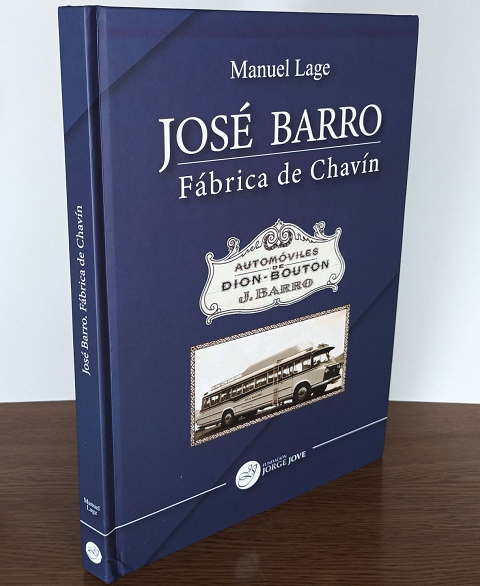 Manuel Lage
JOSÉ BARRO
Fábrica de Chavín
AUTOMÓVILES
DE
DION-BOUTON
J. BARRO
FUNDACIÓN
JORGE JOVE
José Barro. Fábrica de Chavín
Manuel
Lage